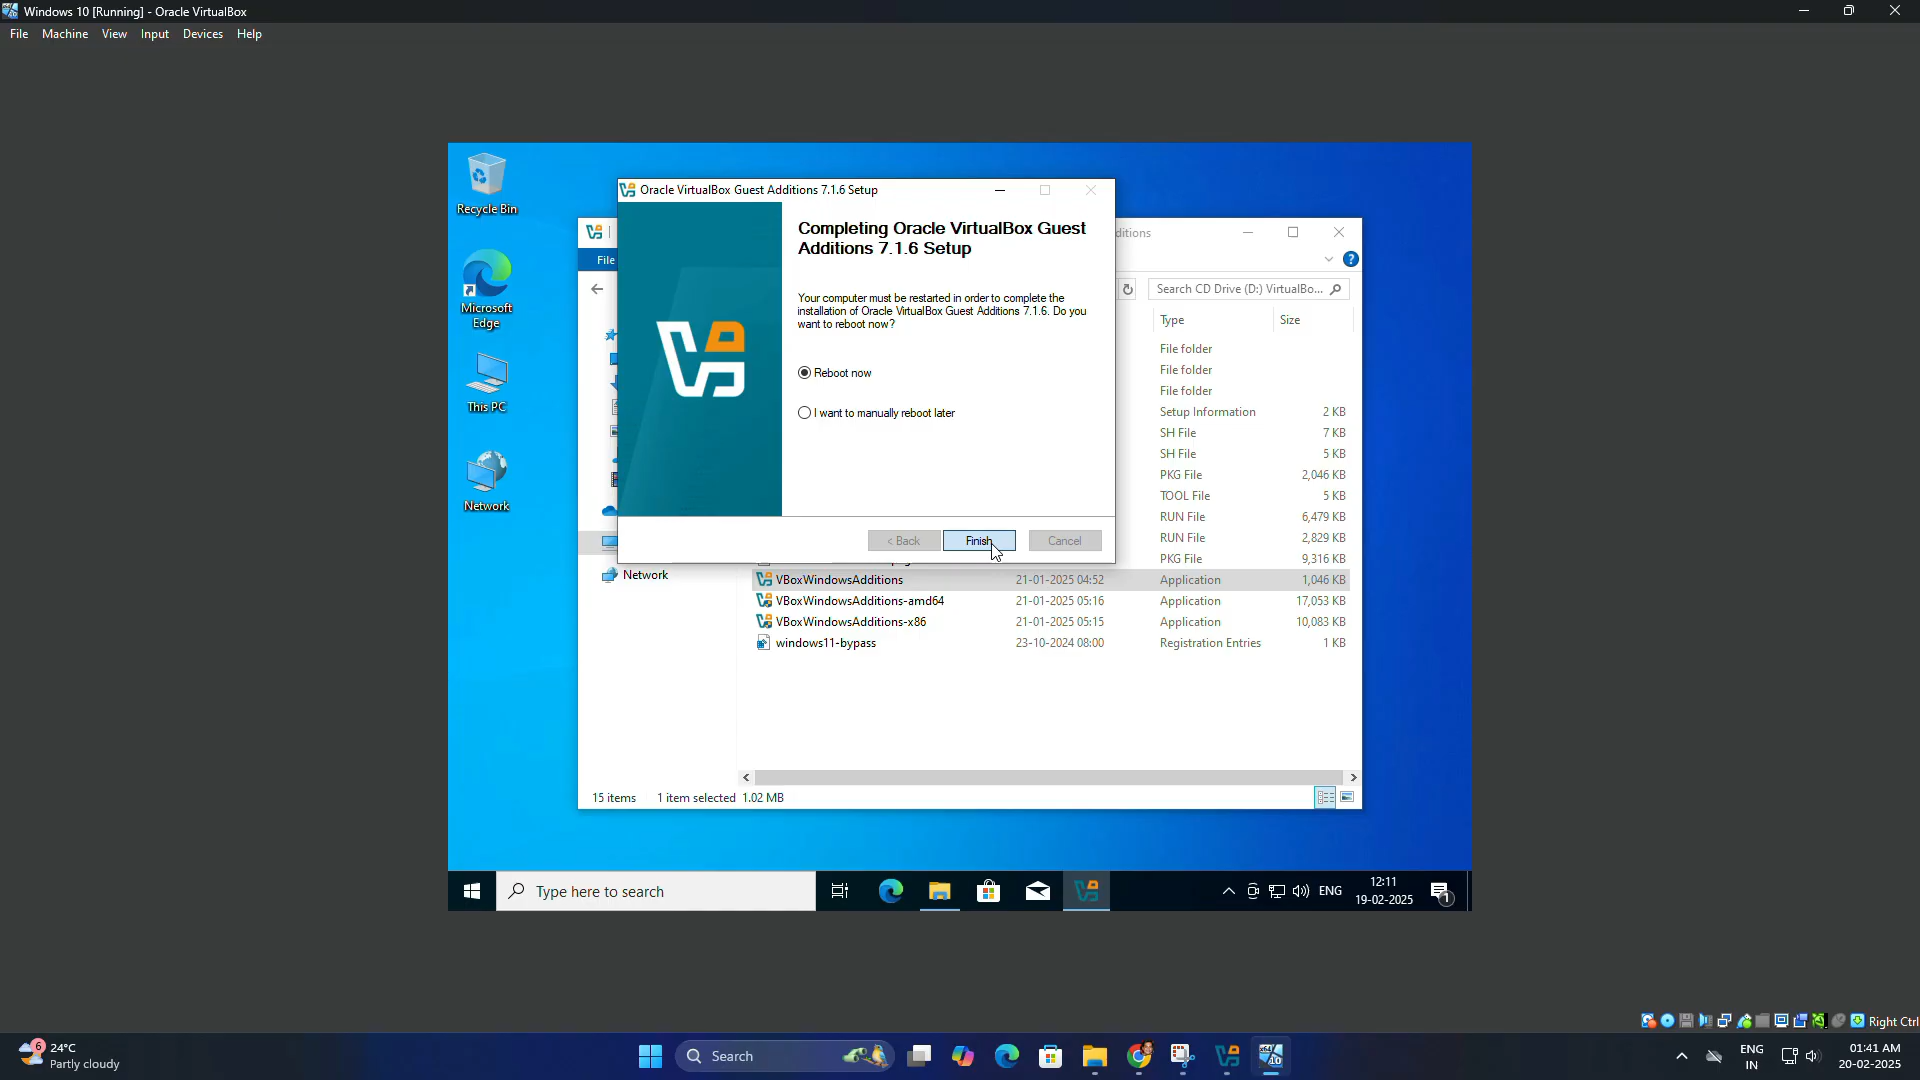 Windows 10 [Running] - Oracle VirtualBox
File Machine View Input Devices Help
Recycle Bin
Microsoft
Edge
This PC
Network
Oracle VirtualBox Guest Additions 7.1.6 Setup
Completing Oracle VirtualBox Guest
Additions 7.1.6 Setup
Your computer must be restarted in order to complete the
installation of Oracle VirtualBox Guest Additions 7.1.6. Do you
want to reboot now?
Reboot now
I want to manually reboot later
< Back Finish Cancel
File
Search CD Drive (D:) VirtualBo...
Type Size
File folder
File folder
File folder
Setup Information 2 KB
SH File 7 KB
SH File 5 KB
PKG File 2,046 KB
TOOL File 5 KB
RUN File 6,479 KB
RUN File 2,829 KB
PKG File 9,316 KB
Network
VBoxWindowsAdditions 21-01-2025 04:52 Application 1,046 KB
VBoxWindowsAdditions-amd64 21-01-2025 05:16 Application 17,053 KB
VBoxWindowsAdditions-x86 21-01-2025 05:15 Application 10,083 KB
windows11-bypass 23-10-2024 08:00 Registration Entries 1 KB
15 items 1 item selected 1.02 MB
Type here to search
ENG
12:11
19-02-2025
1
Right Ctrl
6
24°C
Partly cloudy
Search
ENG
IN
01:41 AM
20-02-2025